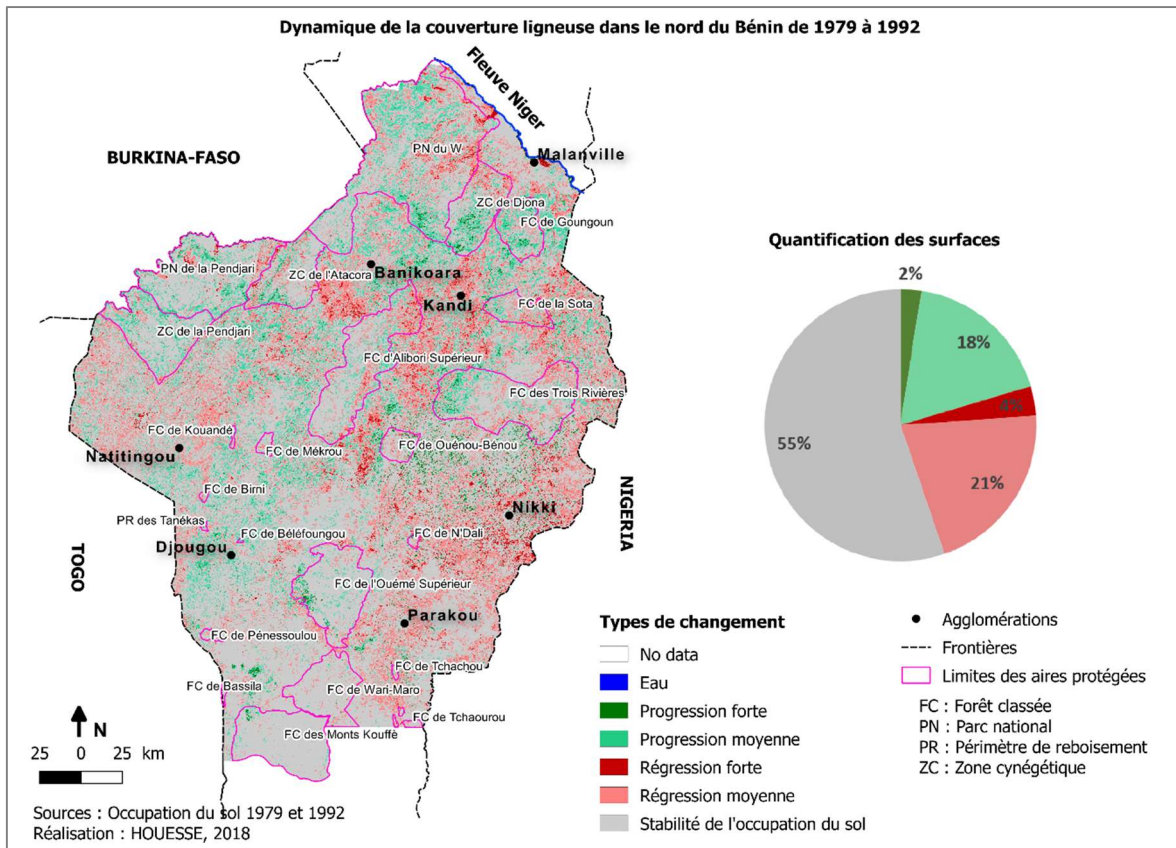 Dynamique de la couverture ligneuse dans le nord du Bénin de 1979 à 1992
Fleuve Niger
BURKINA-FASO
PN du W
Malanville
ZC de Djona
FC de Goungoun
PN de la Pendjari
ZC de l'Atacora
Banikoara
Kandi
FC de la Sota
ZC de la Pendjari
FC d'Alibori Supérieur
FC des Trois Rivières
FC de Kouandé
Natitingou
FC de Mékrou
FC de Ouénou-Bénou
FC de Birni
Nikki
NIGERIA
PR des Tanékas
FC de Béléfoungou
FC de N'Dali
Djougou
TOGO
FC de l'Ouémé Supérieur
Parakou
FC de Pénessoulou
FC de Tchachou
FC de Bassila
FC de Wari-Maro
FC de Tchaourou
FC des Monts Kouffè
N
25 0 25 km
Sources : Occupation du sol 1979 et 1992
Réalisation : HOUESSE, 2018
Quantification des surfaces
2%
18%
4%
21%
55%
Types de changement
No data
Eau
Progression forte
Progression moyenne
Régression forte
Régression moyenne
Stabilité de l'occupation du sol
Agglomérations
Frontières
Limites des aires protégées
FC : Forêt classée
PN : Parc national
PR : Périmètre de reboisement
ZC : Zone cynégétique